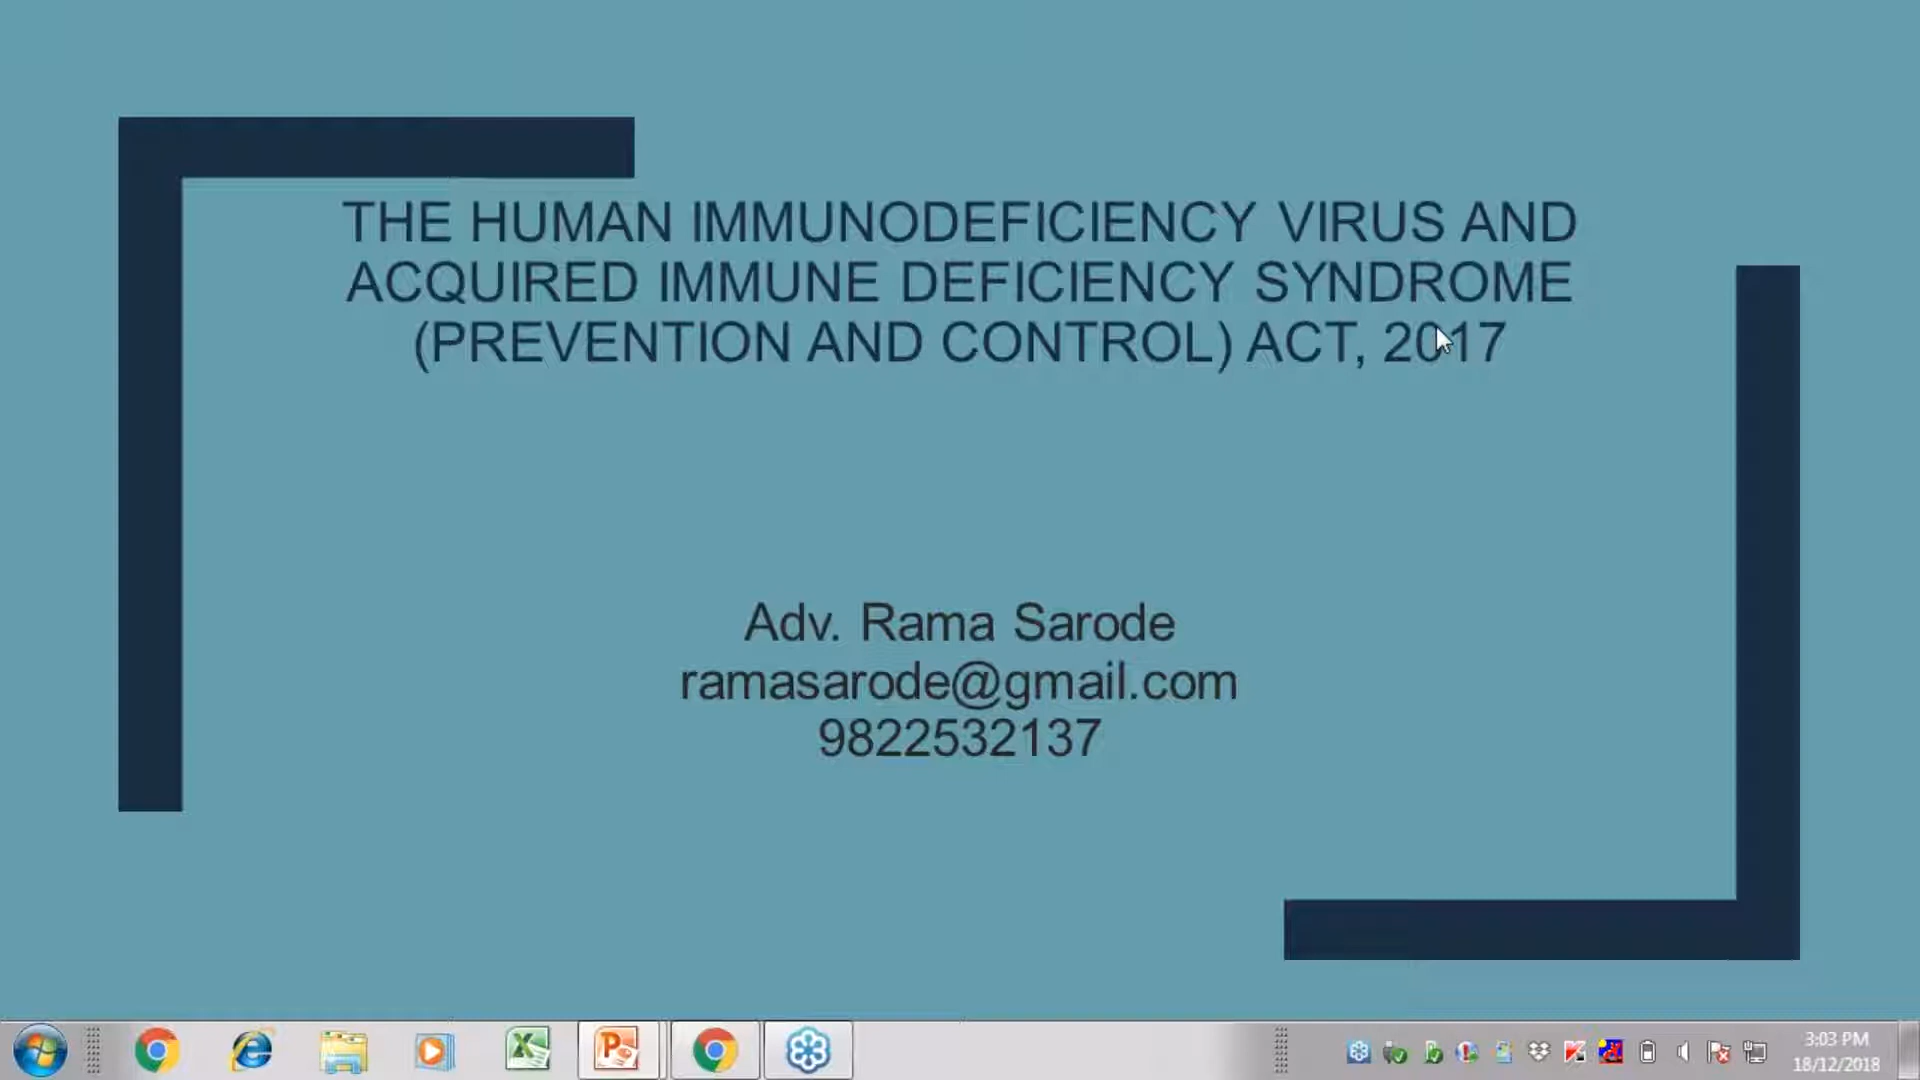 THE HUMAN IMMUNODEFICIENCY VIRUS AND
ACQUIRED IMMUNE DEFICIENCY SYNDROME
(PREVENTION AND CONTROL) ACT, 2017
Adv. Rama Sarode
ramasarode@gmail.com
9822532137
3:03 PM
18/12/2018